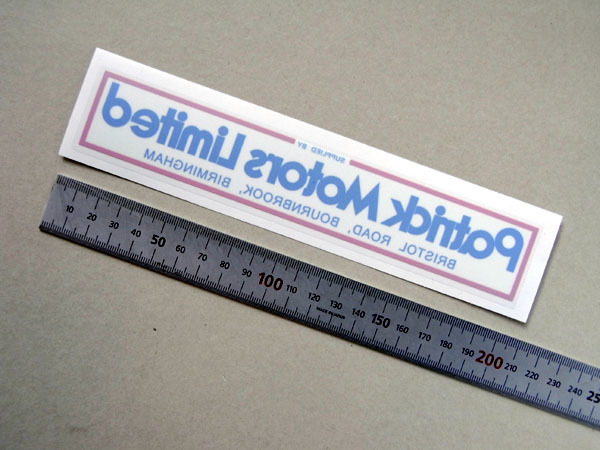 SUPPLIED BY
Patrick Motors Limited
BRISTOL ROAD, BOURNBROOK, BIRMINGHAM
10 20 30 40 50 60 70 80 90 100 110 120 130 140 150 160 170 180 190 200 210 220 230 240 25